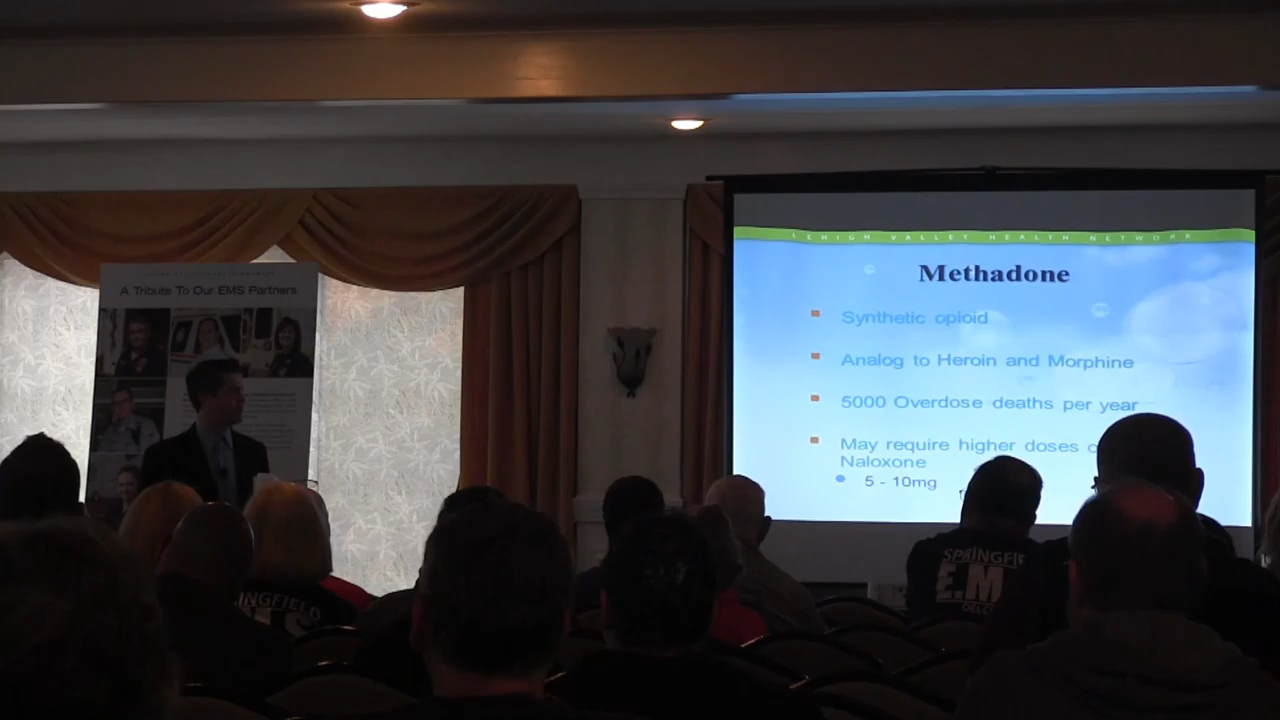 A Tribute To Our EMS Partners
LEHIGH VALLEY HEALTH NETWORK
Methadone
Synthetic opioid
Analog to Heroin and Morphine
5000 Overdose deaths per year
May require higher doses
Naloxone
5 - 10mg
INGFIELD
SPRINGFIE
E.M
DELCO